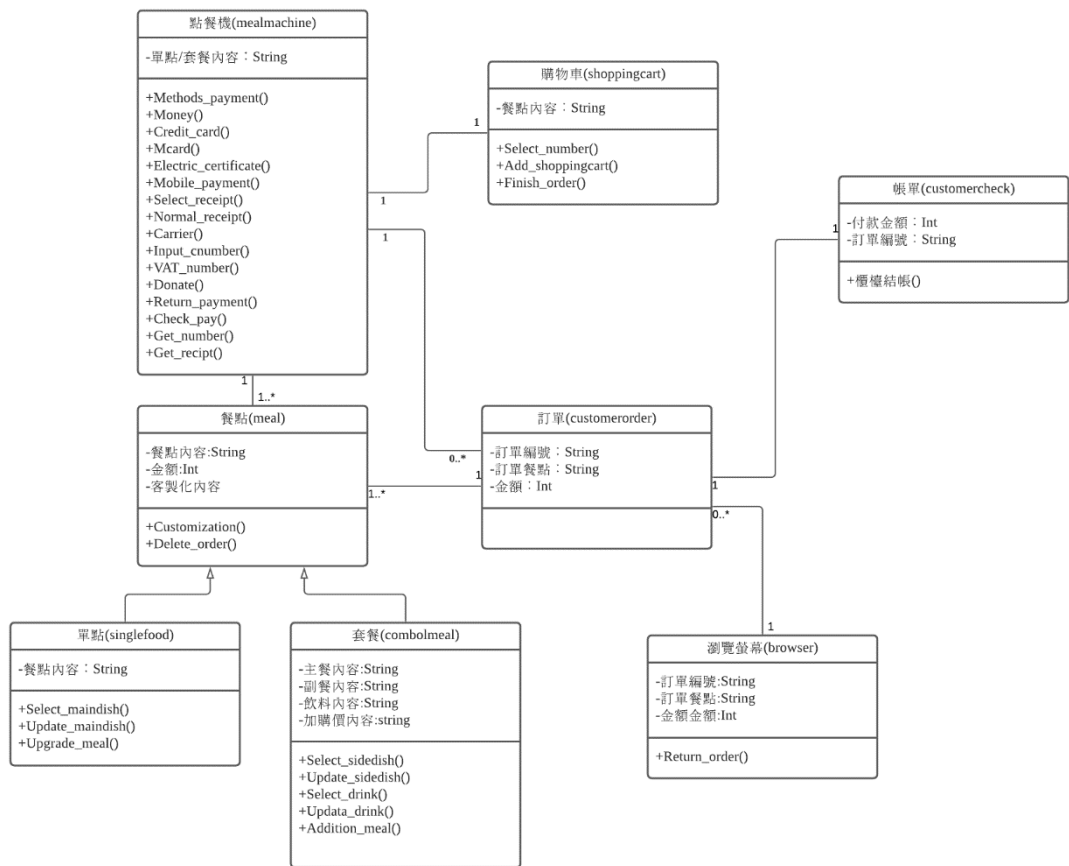 點餐機(mealmachine)
-單點/套餐內容：String
+Methods_payment()
+Money()
+Credit_card()
+Mcard()
+Electric_certificate()
+Mobile_payment()
+Select_receipt()
+Normal_receipt()
+Carrier()
+Input_cnumber()
+VAT_number()
+Donate()
+Return_payment()
+Check_pay()
+Get_number()
+Get_recipt()
購物車(shoppingcart)
-餐點內容：String
+Select_number()
+Add_shoppingcart()
+Finish_order()
1
1
1
帳單(customercheck)
-付款金額：Int
-訂單編號：String
+櫃檯結帳()
1
1
1..*
餐點(meal)
-餐點內容:String
-金額:Int
-客製化內容
+Customization()
+Delete_order()
訂單(customerorder)
-訂單編號：String
-訂單餐點：String
-金額：Int
0..*
1
1..*
1
0..*
1
單點(singlefood)
-餐點內容：String
+Select_maindish()
+Update_maindish()
+Upgrade_meal()
套餐(combolmeal)
-主餐內容:String
-副餐內容:String
-飲料內容:String
-加購價內容:string
+Select_sidedish()
+Update_sidedish()
+Select_drink()
+Updata_drink()
+Addition_meal()
瀏覽螢幕(browser)
-訂單編號:String
-訂單餐點:String
-金額金額:Int
+Return_order()